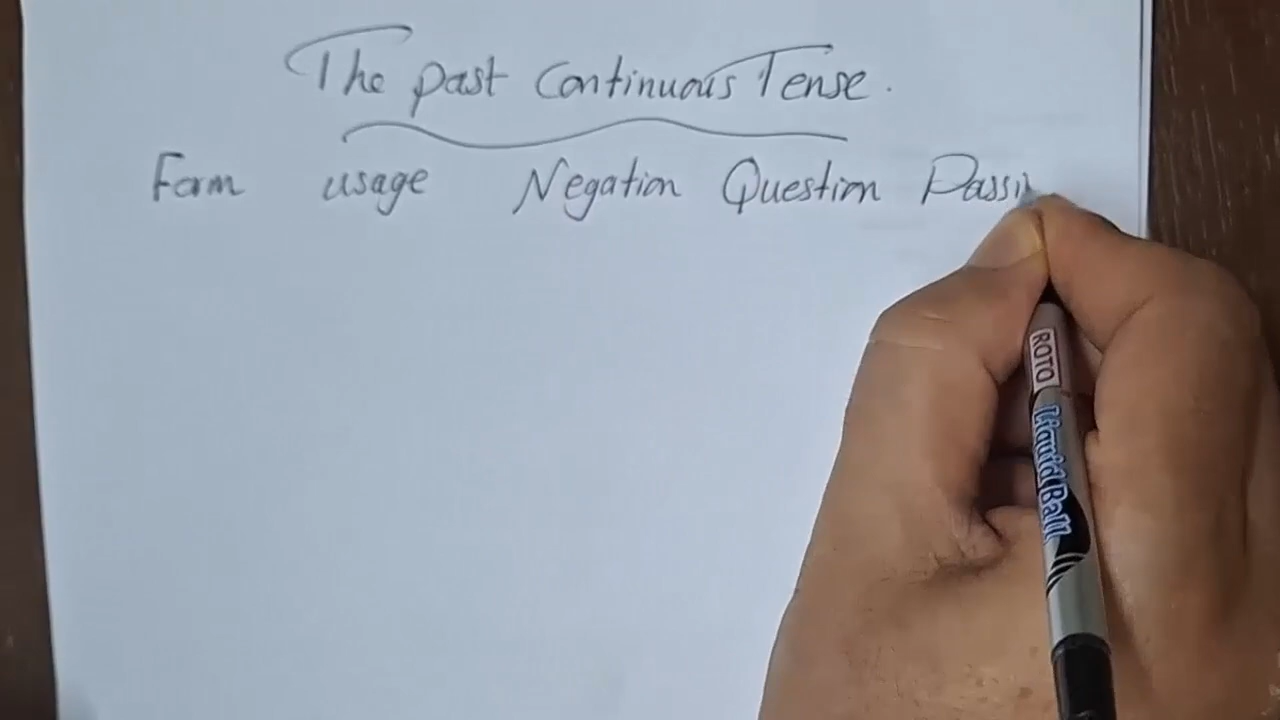 The past Continuous Tense.
Form usage Negation Question Passi
ROTO
Liquid Ball